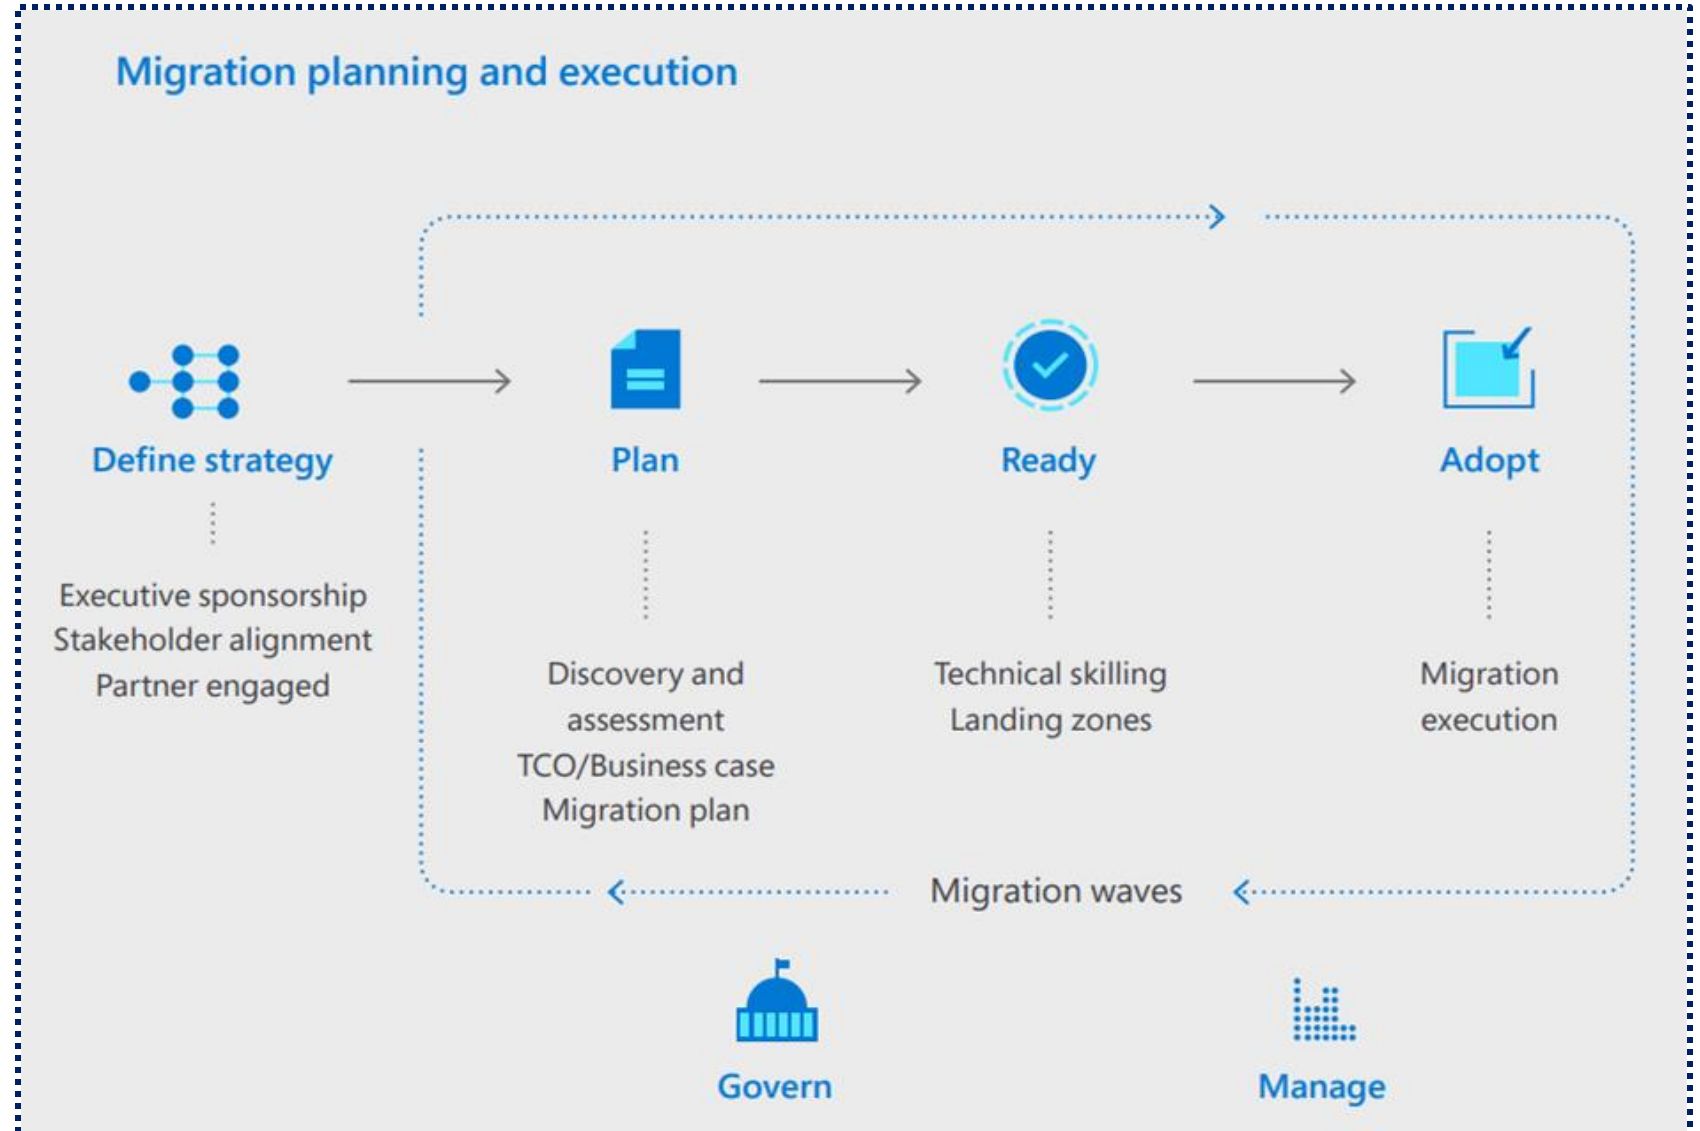 Migration planning and execution
Define strategy
Plan
Ready
Adopt
Executive sponsorship
Stakeholder alignment
Partner engaged
Discovery and
assessment
TCO/Business case
Migration plan
Technical skilling
Landing zones
Migration
execution
Migration waves
Govern
Manage